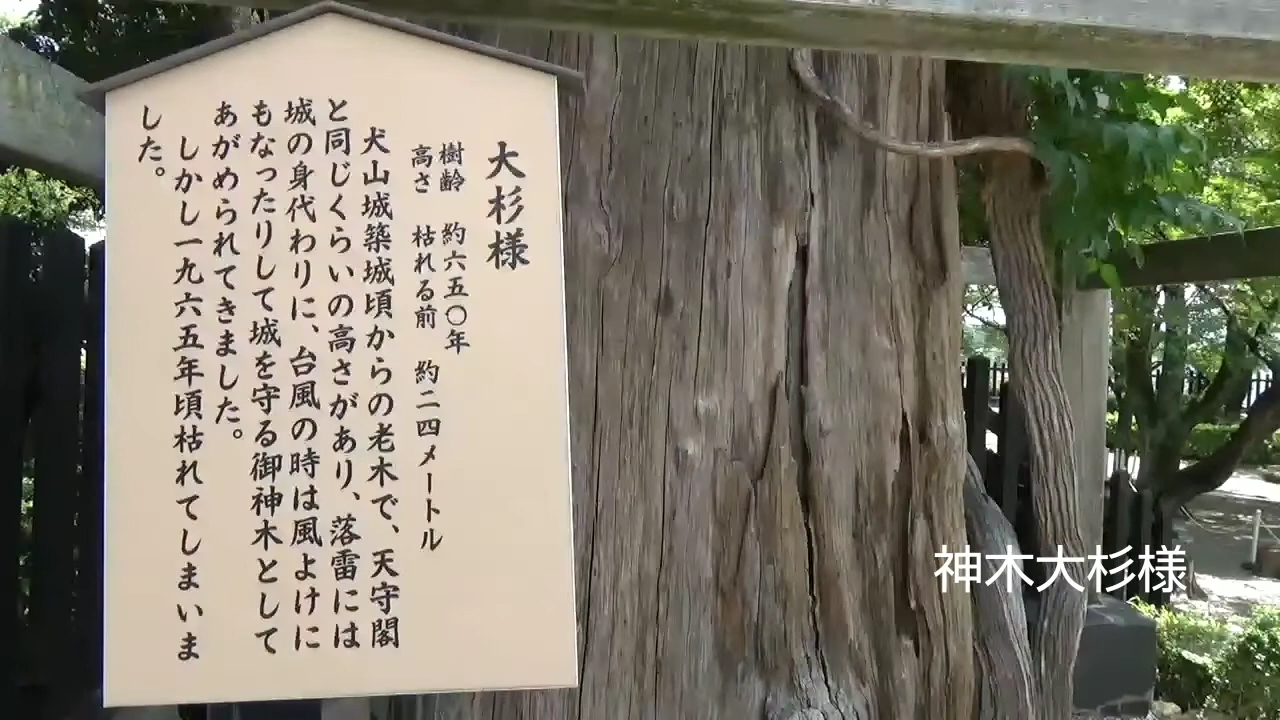 大杉様
樹齢　約六五〇年
高さ　枯れる前　約二四メートル
犬山城築城頃からの老木で、天守閣
と同じくらいの高さがあり、落雷には
城の身代わりに、台風の時は風よけに
もなったりして城を守る御神木として
あがめられてきました。
しかし一九六五年頃枯れてしまいま
した。
神木大杉様